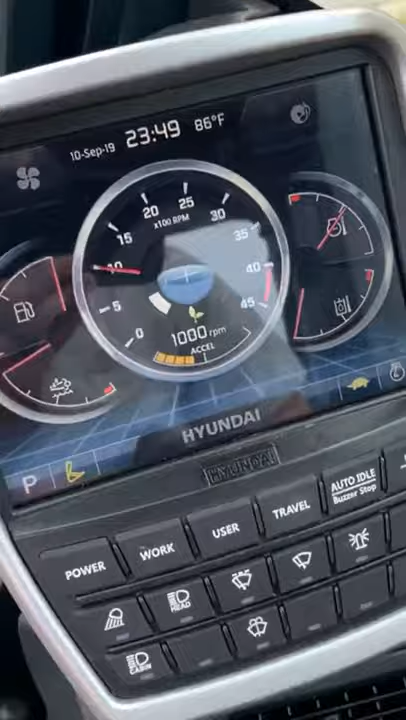 10-Sep-19 23:49 86°F
25
20 30
x100 RPM
15 35
10 40
5 45
0
1000 rpm
ACCEL
HYUNDAI
HYUNDAI
P
POWER WORK USER TRAVEL AUTO IDLE
Buzzer Stop
HEAD
CABIN